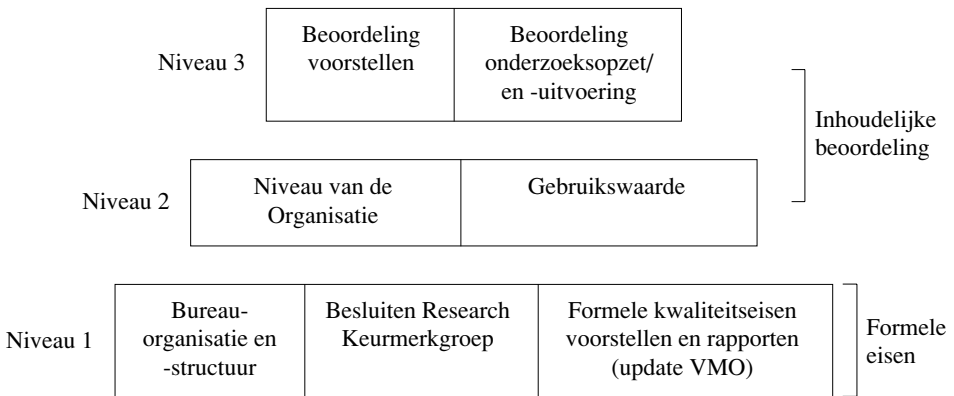 Niveau 3
Beoordeling
voorstellen
Beoordeling
onderzoeksopzet/
en -uitvoering
Inhoudelijke
beoordeling
Niveau 2
Niveau van de
Organisatie
Gebruikswaarde
Niveau 1
Bureau-
organisatie en
-structuur
Besluiten Research
Keurmerkgroep
Formele kwaliteitseisen
voorstellen en rapporten
(update VMO)
Formele
eisen